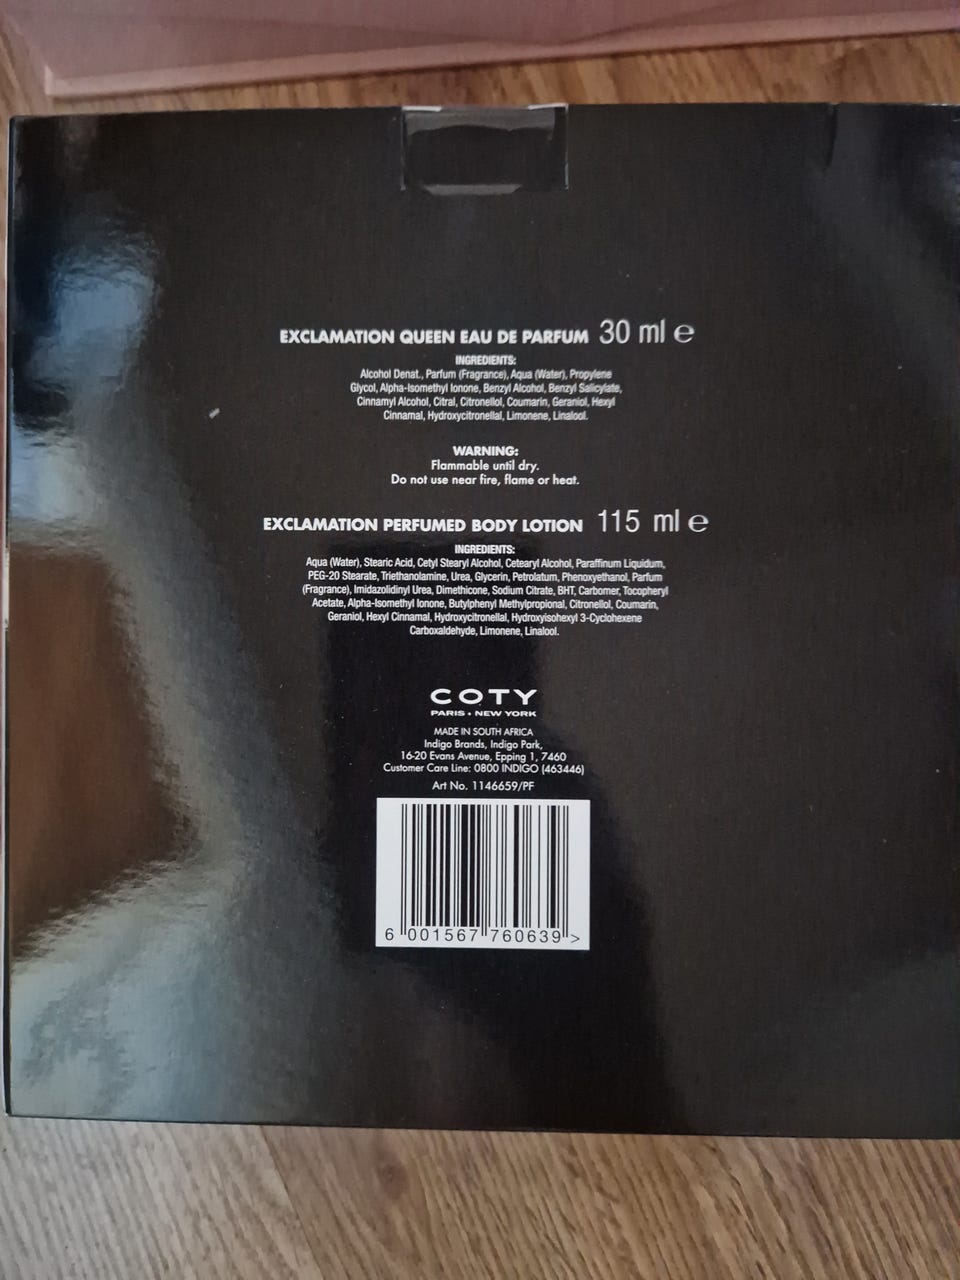 EXCLAMATION QUEEN EAU DE PARFUM 30 ml ℮
INGREDIENTS:
Alcohol Denat., Parfum (Fragrance), Aqua (Water), Propylene
Glycol, Alpha-Isomethyl Ionone, Benzyl Alcohol, Benzyl Salicylate,
Cinnamyl Alcohol, Citral, Citronellol, Coumarin, Geraniol, Hexyl
Cinnamal, Hydroxycitronellal, Limonene, Linalool.
WARNING:
Flammable until dry.
Do not use near fire, flame or heat.
EXCLAMATION PERFUMED BODY LOTION 115 ml ℮
INGREDIENTS:
Aqua (Water), Stearic Acid, Cetyl Stearyl Alcohol, Cetearyl Alcohol, Paraffinum Liquidum,
PEG-20 Stearate, Triethanolamine, Urea, Glycerin, Petrolatum, Phenoxyethanol, Parfum
(Fragrance), Imidazolidinyl Urea, Dimethicone, Sodium Citrate, BHT, Carbomer, Tocopheryl
Acetate, Alpha-Isomethyl Ionone, Butylphenyl Methylpropional, Citronellol, Coumarin,
Geraniol, Hexyl Cinnamal, Hydroxycitronellal, Hydroxyisohexyl 3-Cyclohexene
Carboxaldehyde, Limonene, Linalool.
COTY
PARIS • NEW YORK
MADE IN SOUTH AFRICA
Indigo Brands, Indigo Park,
16-20 Evans Avenue, Epping 1, 7460
Customer Care Line: 0800 INDIGO (463446)
Art No. 1146659/PF
6 001567 760639 >